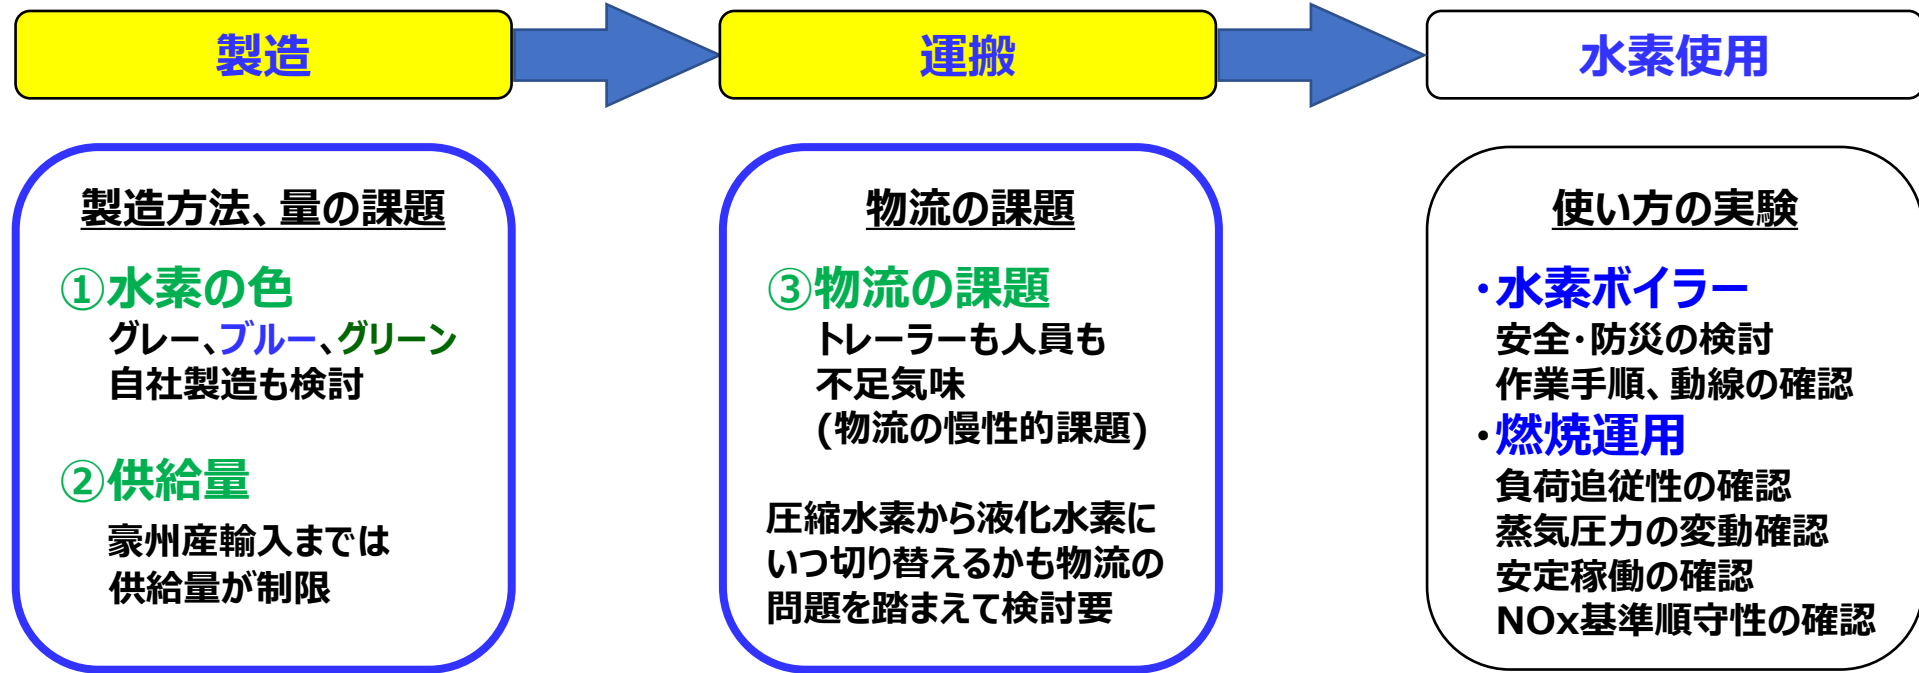 製造
運搬
水素使用
製造方法、量の課題
①水素の色
グレー、ブルー、グリーン
自社製造も検討
②供給量
豪州産輸入までは
供給量が制限
物流の課題
③物流の課題
トレーラーも人員も
不足気味
(物流の慢性的課題)
圧縮水素から液化水素に
いつ切り替えるかも物流の
問題を踏まえて検討要
使い方の実験
・水素ボイラー
安全・防災の検討
作業手順、動線の確認
・燃焼運用
負荷追従性の確認
蒸気圧力の変動確認
安定稼働の確認
NOx基準順守性の確認